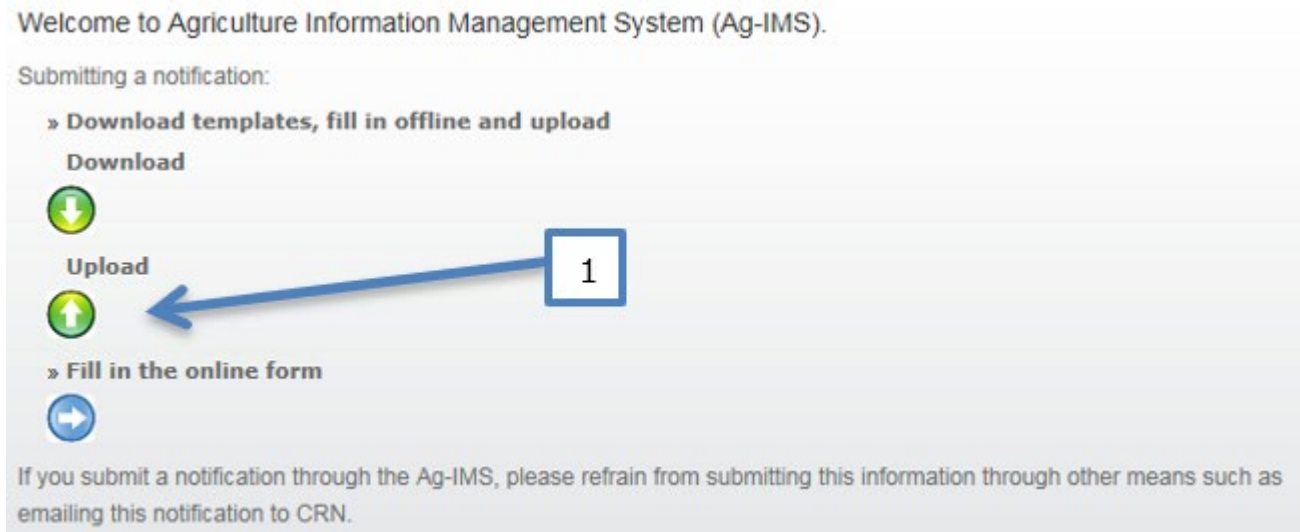 Welcome to Agriculture Information Management System (Ag-IMS).
Submitting a notification:
» Download templates, fill in offline and upload
Download
Upload
1
» Fill in the online form
If you submit a notification through the Ag-IMS, please refrain from submitting this information through other means such as
emailing this notification to CRN.